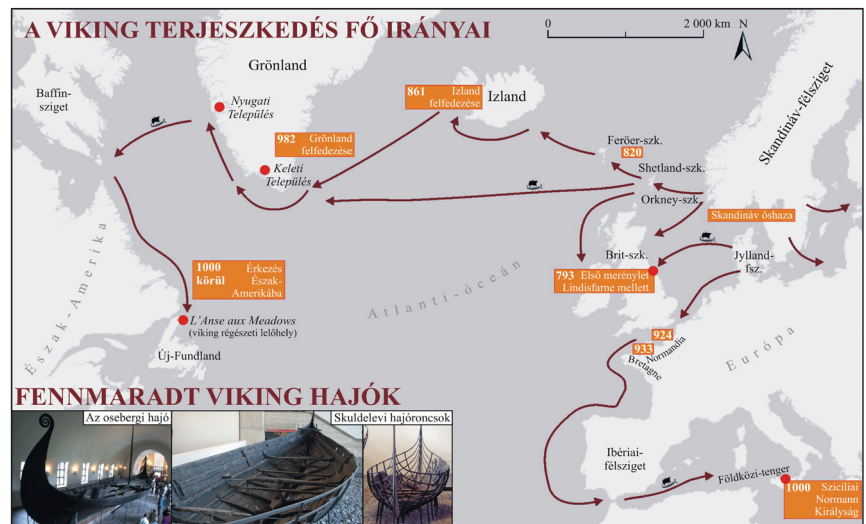 A VIKING TERJESZKEDÉS FŐ IRÁNYAI
0
2 000 km
N
Baffin-
sziget
Grönland
Nyugati
Település
982 Grönland
felfedezése
Keleti
Település
861 Izland
felfedezése
Izland
Feröer-szk.
820
Shetland-szk.
Orkney-szk.
Skandináv-félsziget
Skandináv őshaza
Brit-szk.
Jylland-
fsz.
793 Első merénylet
Lindisfarne mellett
Észak-Amerika
1000 Érkezés
körül Észak-
Amerikába
L'Anse aux Meadows
(viking régészeti lelőhely)
Új-Fundland
Atlanti-óceán
924
Normandia
933
Bretagne
Európa
Ibériai-
félsziget
Földközi-tenger
1000 Szicíliai
Normann
Királyság
FENNMARADT VIKING HAJÓK
Az osebergi hajó
Skuldelevi hajóroncsok